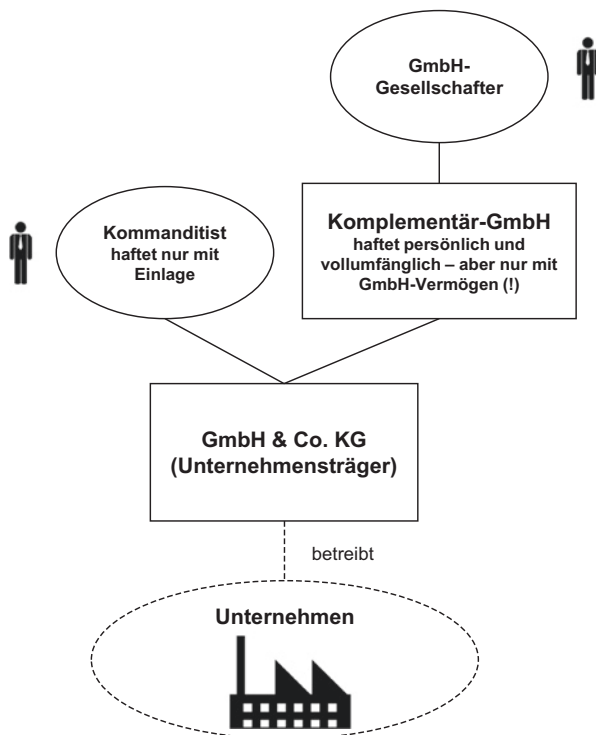 GmbH-
Gesellschafter
Komplementär-GmbH
haftet persönlich und
vollumfänglich – aber nur mit
GmbH-Vermögen (!)
Kommanditist
haftet nur mit
Einlage
GmbH & Co. KG
(Unternehmensträger)
betreibt
Unternehmen